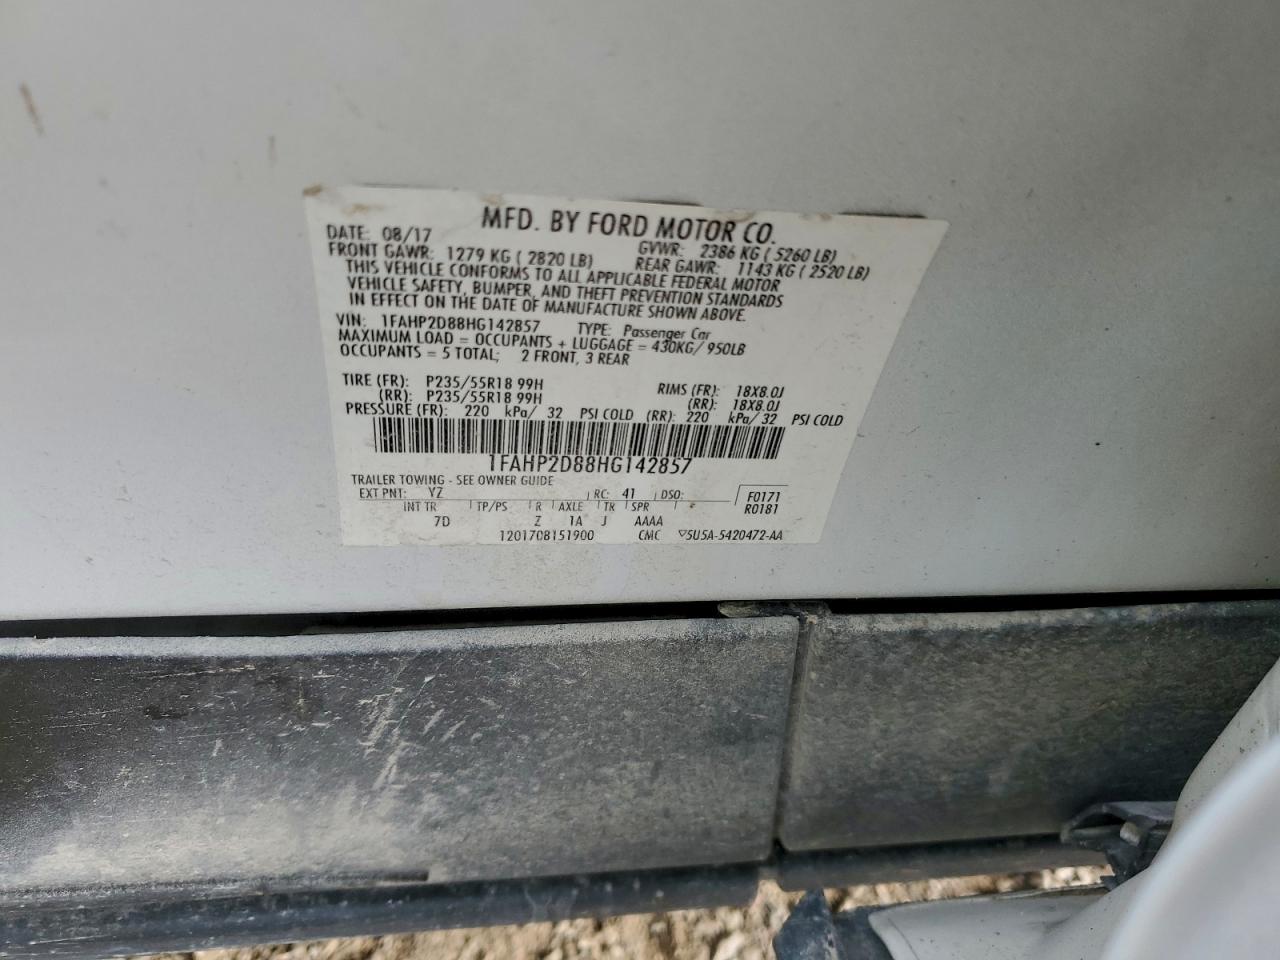 MFD. BY FORD MOTOR CO.
DATE: 08/17 GVWR: 2386 KG ( 5260 LB)
FRONT GAWR: 1279 KG ( 2820 LB) REAR GAWR: 1143 KG ( 2520 LB)
THIS VEHICLE CONFORMS TO ALL APPLICABLE FEDERAL MOTOR
VEHICLE SAFETY, BUMPER, AND THEFT PREVENTION STANDARDS
IN EFFECT ON THE DATE OF MANUFACTURE SHOWN ABOVE.
VIN: 1FAHP2D88HG142857 TYPE: Passenger Car
MAXIMUM LOAD = OCCUPANTS + LUGGAGE = 430KG/ 950LB
OCCUPANTS = 5 TOTAL; 2 FRONT, 3 REAR
TIRE (FR): P235/55R18 99H RIMS (FR): 18X8.0J
(RR): P235/55R18 99H (RR): 18X8.0J
PRESSURE (FR): 220 kPa/ 32 PSI COLD (RR): 220 kPa/ 32 PSI COLD
1FAHP2D88HG142857
TRAILER TOWING - SEE OWNER GUIDE
EXT PNT: YZ RC: 41 DSO: F0171
INT TR TP/PS R AXLE TR SPR R0181
7D Z 1A J AAAA
1201708151900 CMC ▽5U5A-5420472-AA